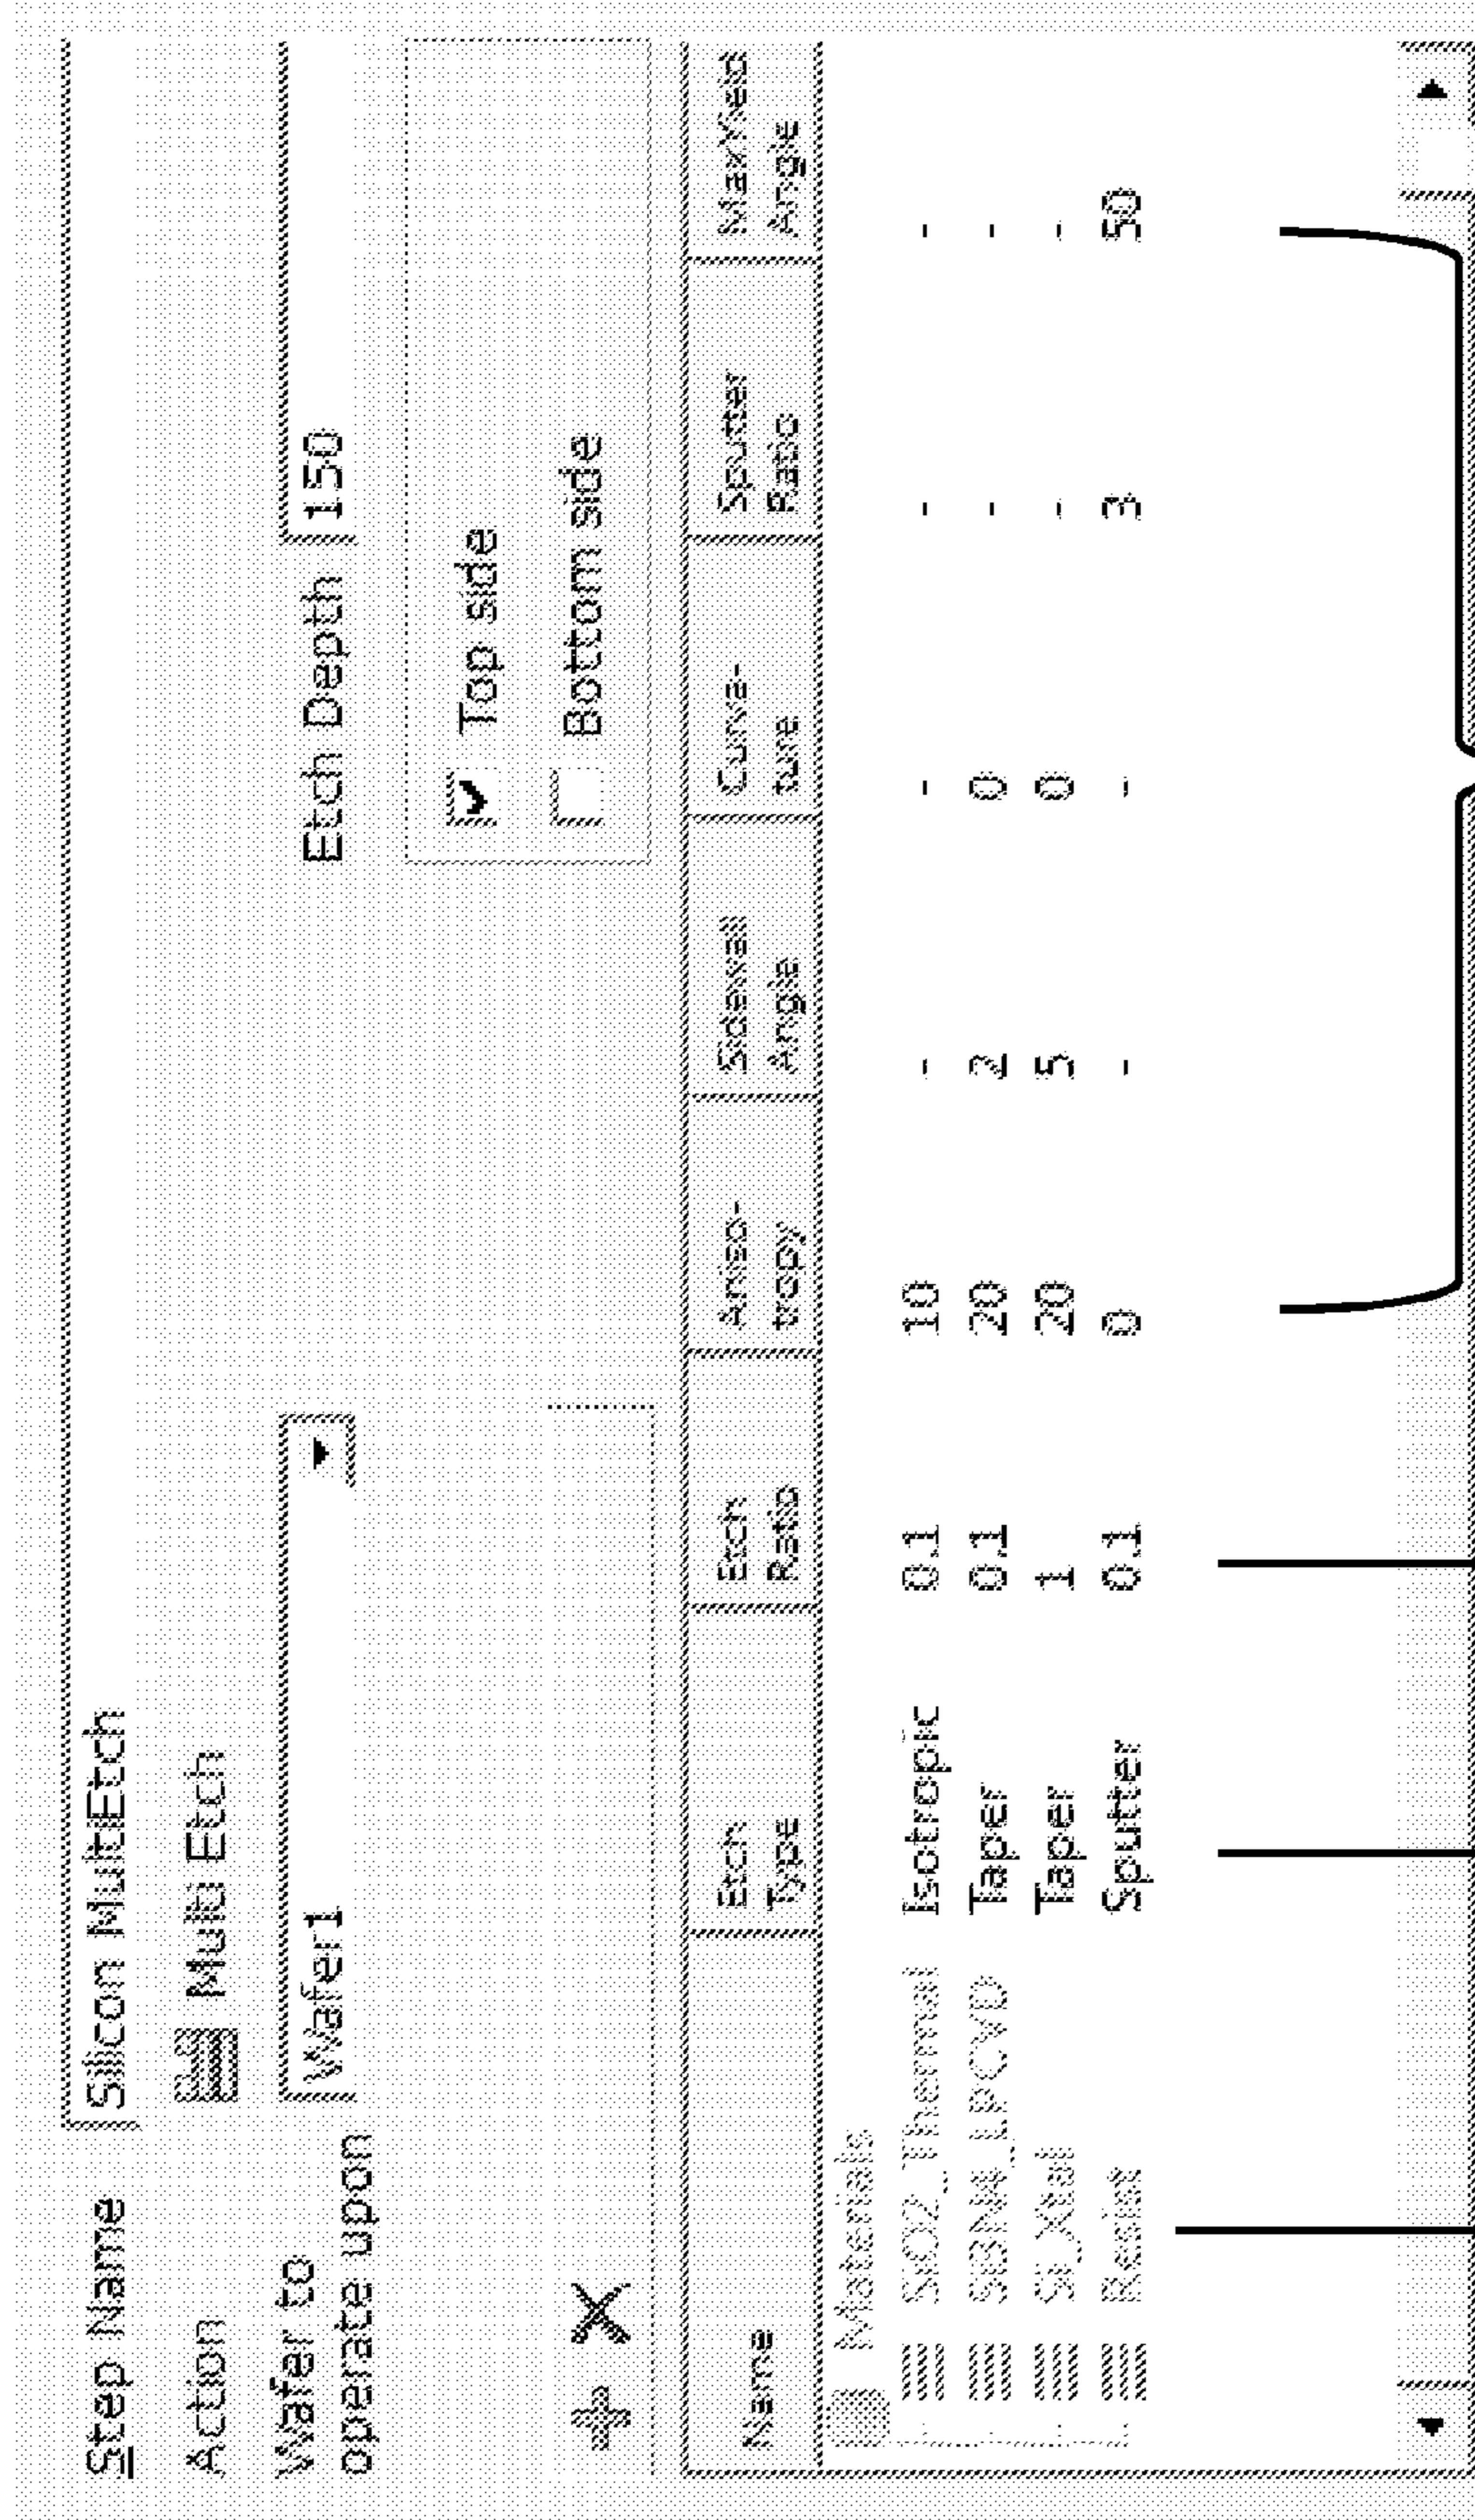 Step Name Silicon MultiEtch
Action Multi Etch
Wafer to
operate upon
Wafer1
Etch Depth 150
Top side
Bottom side
Name
Etch
Type
Etch
Ratio
Aniso-
tropy
Sidewall
Angle
Curva-
ture
Sputter
Ratio
MaxYield
Angle
Materials
SiO2_Thermal Isotropic 0.1 10 - - - -
Si3N4_LPCVD Taper 0.1 20 2 0 - -
Si_Xtal Taper 1 20 5 0 - -
Resist Sputter 0.1 0 - - 3 50